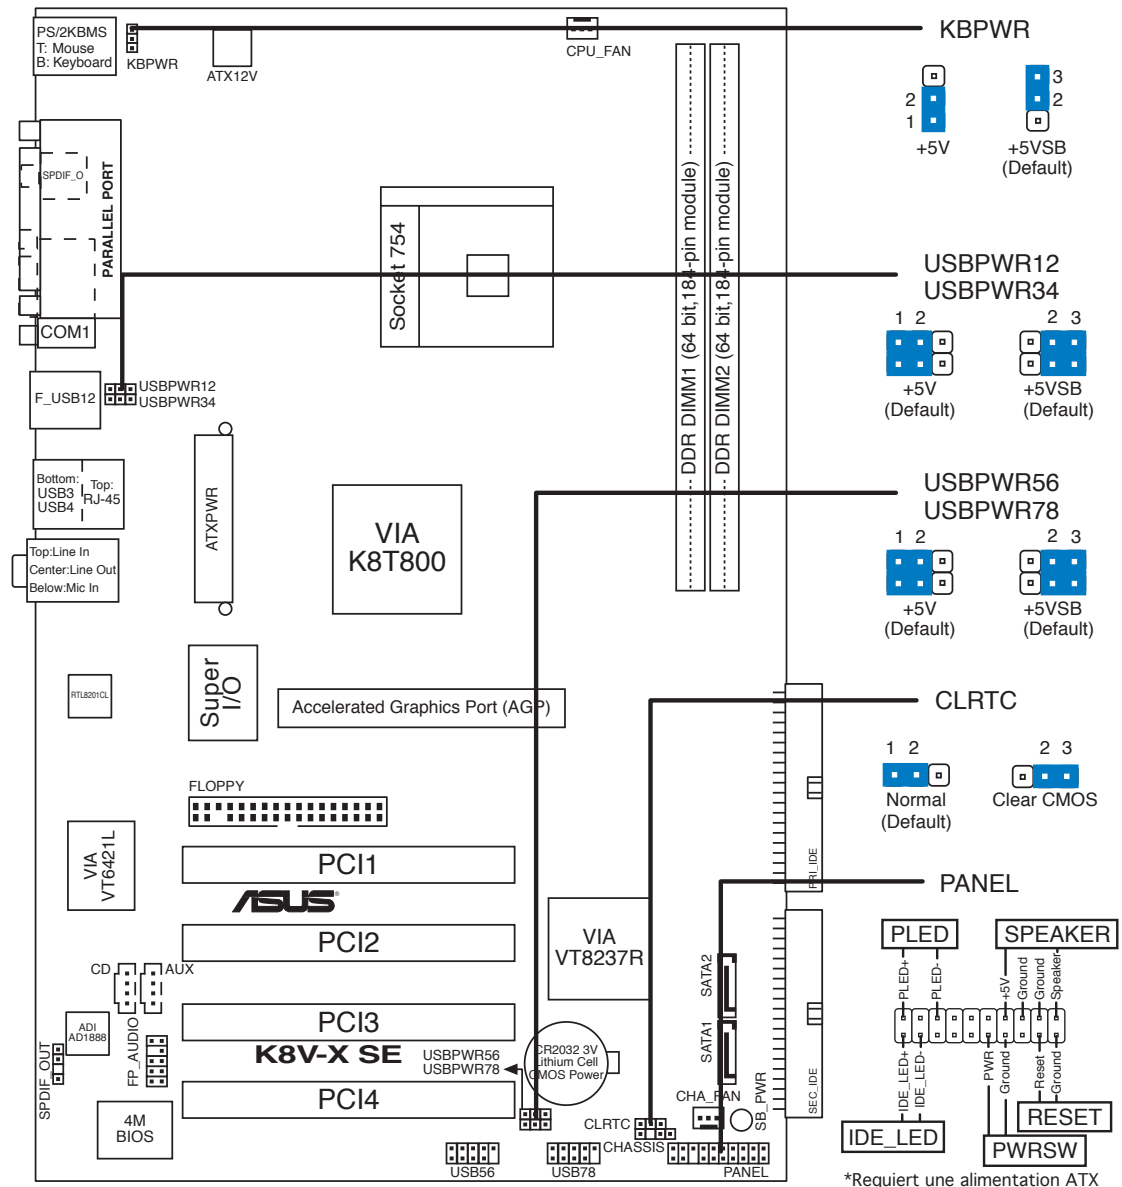 PS/2KBMS
T: Mouse
B: Keyboard
KBPWR
ATX12V
CPU_FAN
KBPWR
2
1
+5V
3
2
+5VSB
(Default)
SPDIF_O
PARALLEL PORT
COM1
Socket 754
DDR DIMM1 (64 bit,184-pin module)
DDR DIMM2 (64 bit,184-pin module)
USBPWR12
USBPWR34
1 2
+5V
(Default)
2 3
+5VSB
(Default)
F_USB12
USBPWR12
USBPWR34
Bottom:
USB3
USB4
Top:
RJ-45
ATXPWR
VIA
K8T800
USBPWR56
USBPWR78
1 2
+5V
(Default)
2 3
+5VSB
(Default)
Top:Line In
Center:Line Out
Below:Mic In
RTL8201CL
Super
I/O
Accelerated Graphics Port (AGP)
CLRTC
1 2
Normal
(Default)
2 3
Clear CMOS
FLOPPY
PRI_IDE
VIA
VT6421L
PCI1
ASUS
PCI2
VIA
VT8237R
SATA2
SATA1
PANEL
PLED
SPEAKER
PLED+
PLED-
+5V
Ground
Ground
Speaker-
IDE_LED+
IDE_LED-
PWR
Ground
Reset
Ground
IDE_LED
PWRSW
RESET
*Requiert une alimentation ATX
CD
AUX
ADI
AD1888
SPDIF_OUT
FP_AUDIO
PCI3
K8V-X SE
USBPWR56
USBPWR78
CR2032 3V
Lithium Cell
CMOS Power
PCI4
4M
BIOS
CHA_FAN
SB_PWR
SEC_IDE
CLRTC
CHASSIS
USB56
USB78
PANEL